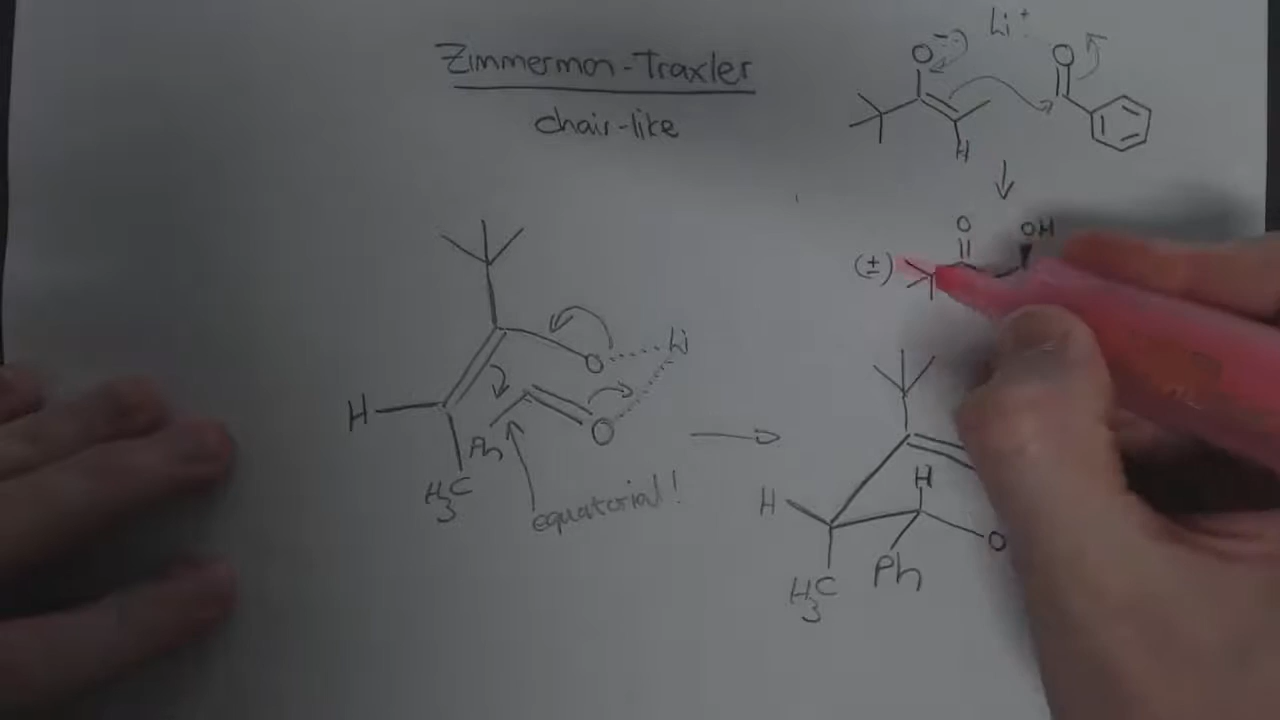 Zimmerman-Traxler
chair-like
Li+
O-
O
H
(±)
O
OH
Li
O
H
O
Ph
H3C
equatorial!
H
H
O
Ph
H3C